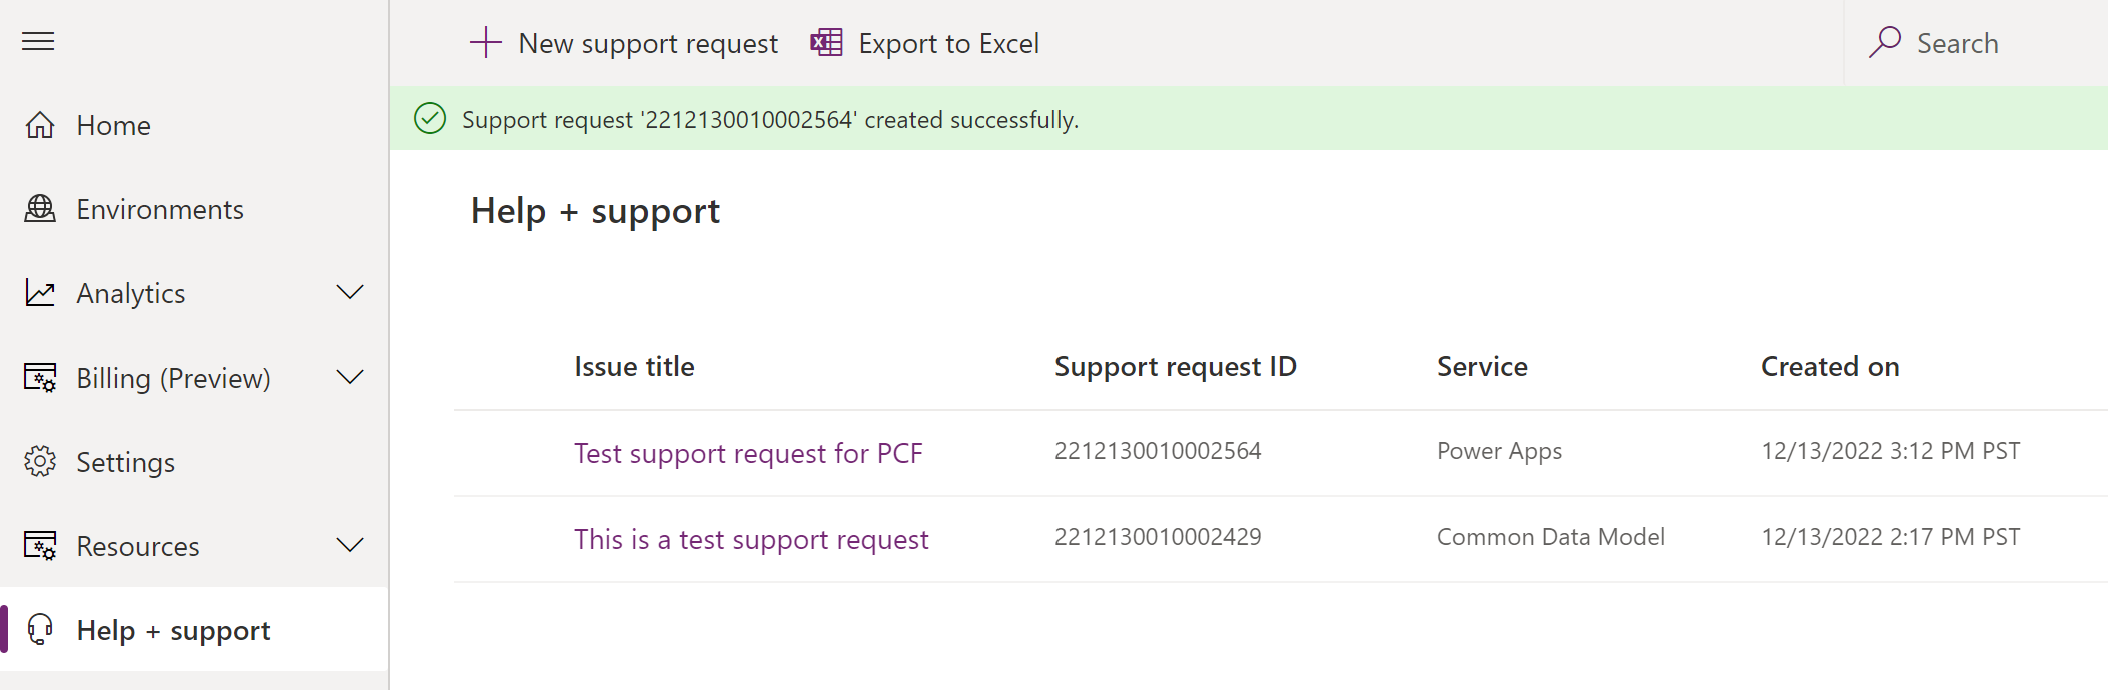 New support request
Export to Excel
Search
Support request '2212130010002564' created successfully.
Home
Environments
Analytics
Billing (Preview)
Settings
Resources
Help + support
Help + support
Issue title Support request ID Service Created on
Test support request for PCF 2212130010002564 Power Apps 12/13/2022 3:12 PM PST
This is a test support request 2212130010002429 Common Data Model 12/13/2022 2:17 PM PST